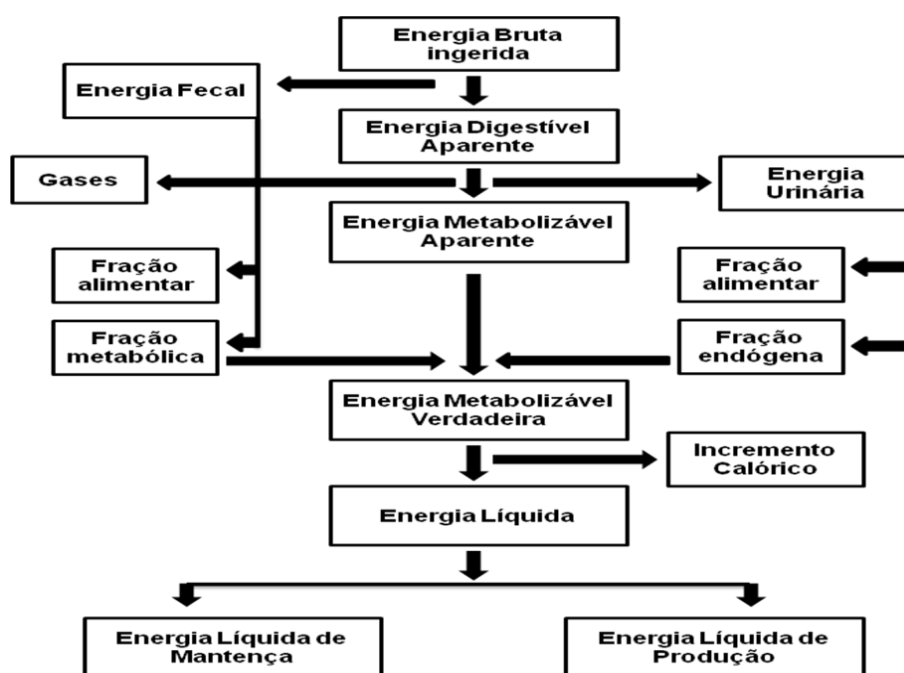 Energia Bruta
ingerida
Energia Fecal
Energia Digestível
Aparente
Gases
Energia
Urinária
Energia Metabolizável
Aparente
Fração
alimentar
Fração
alimentar
Fração
metabólica
Fração
endógena
Energia Metabolizável
Verdadeira
Incremento
Calórico
Energia Líquida
Energia Líquida de
Mantença
Energia Líquida de
Produção